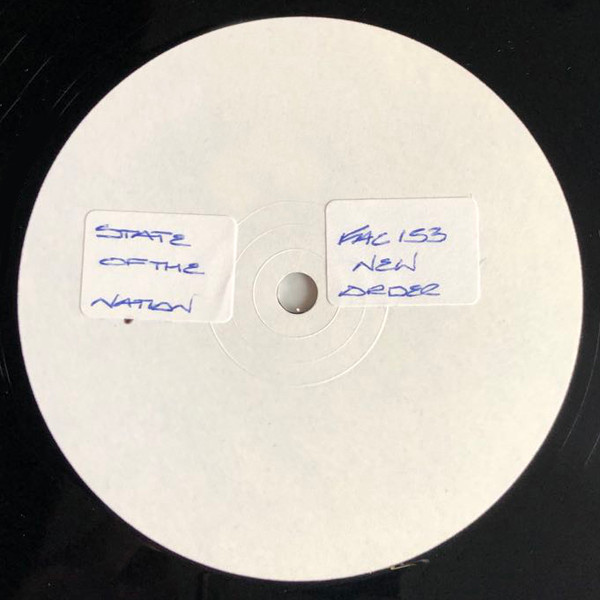 STATE
OF THE
NATION
FAC 153
NEW
ORDER